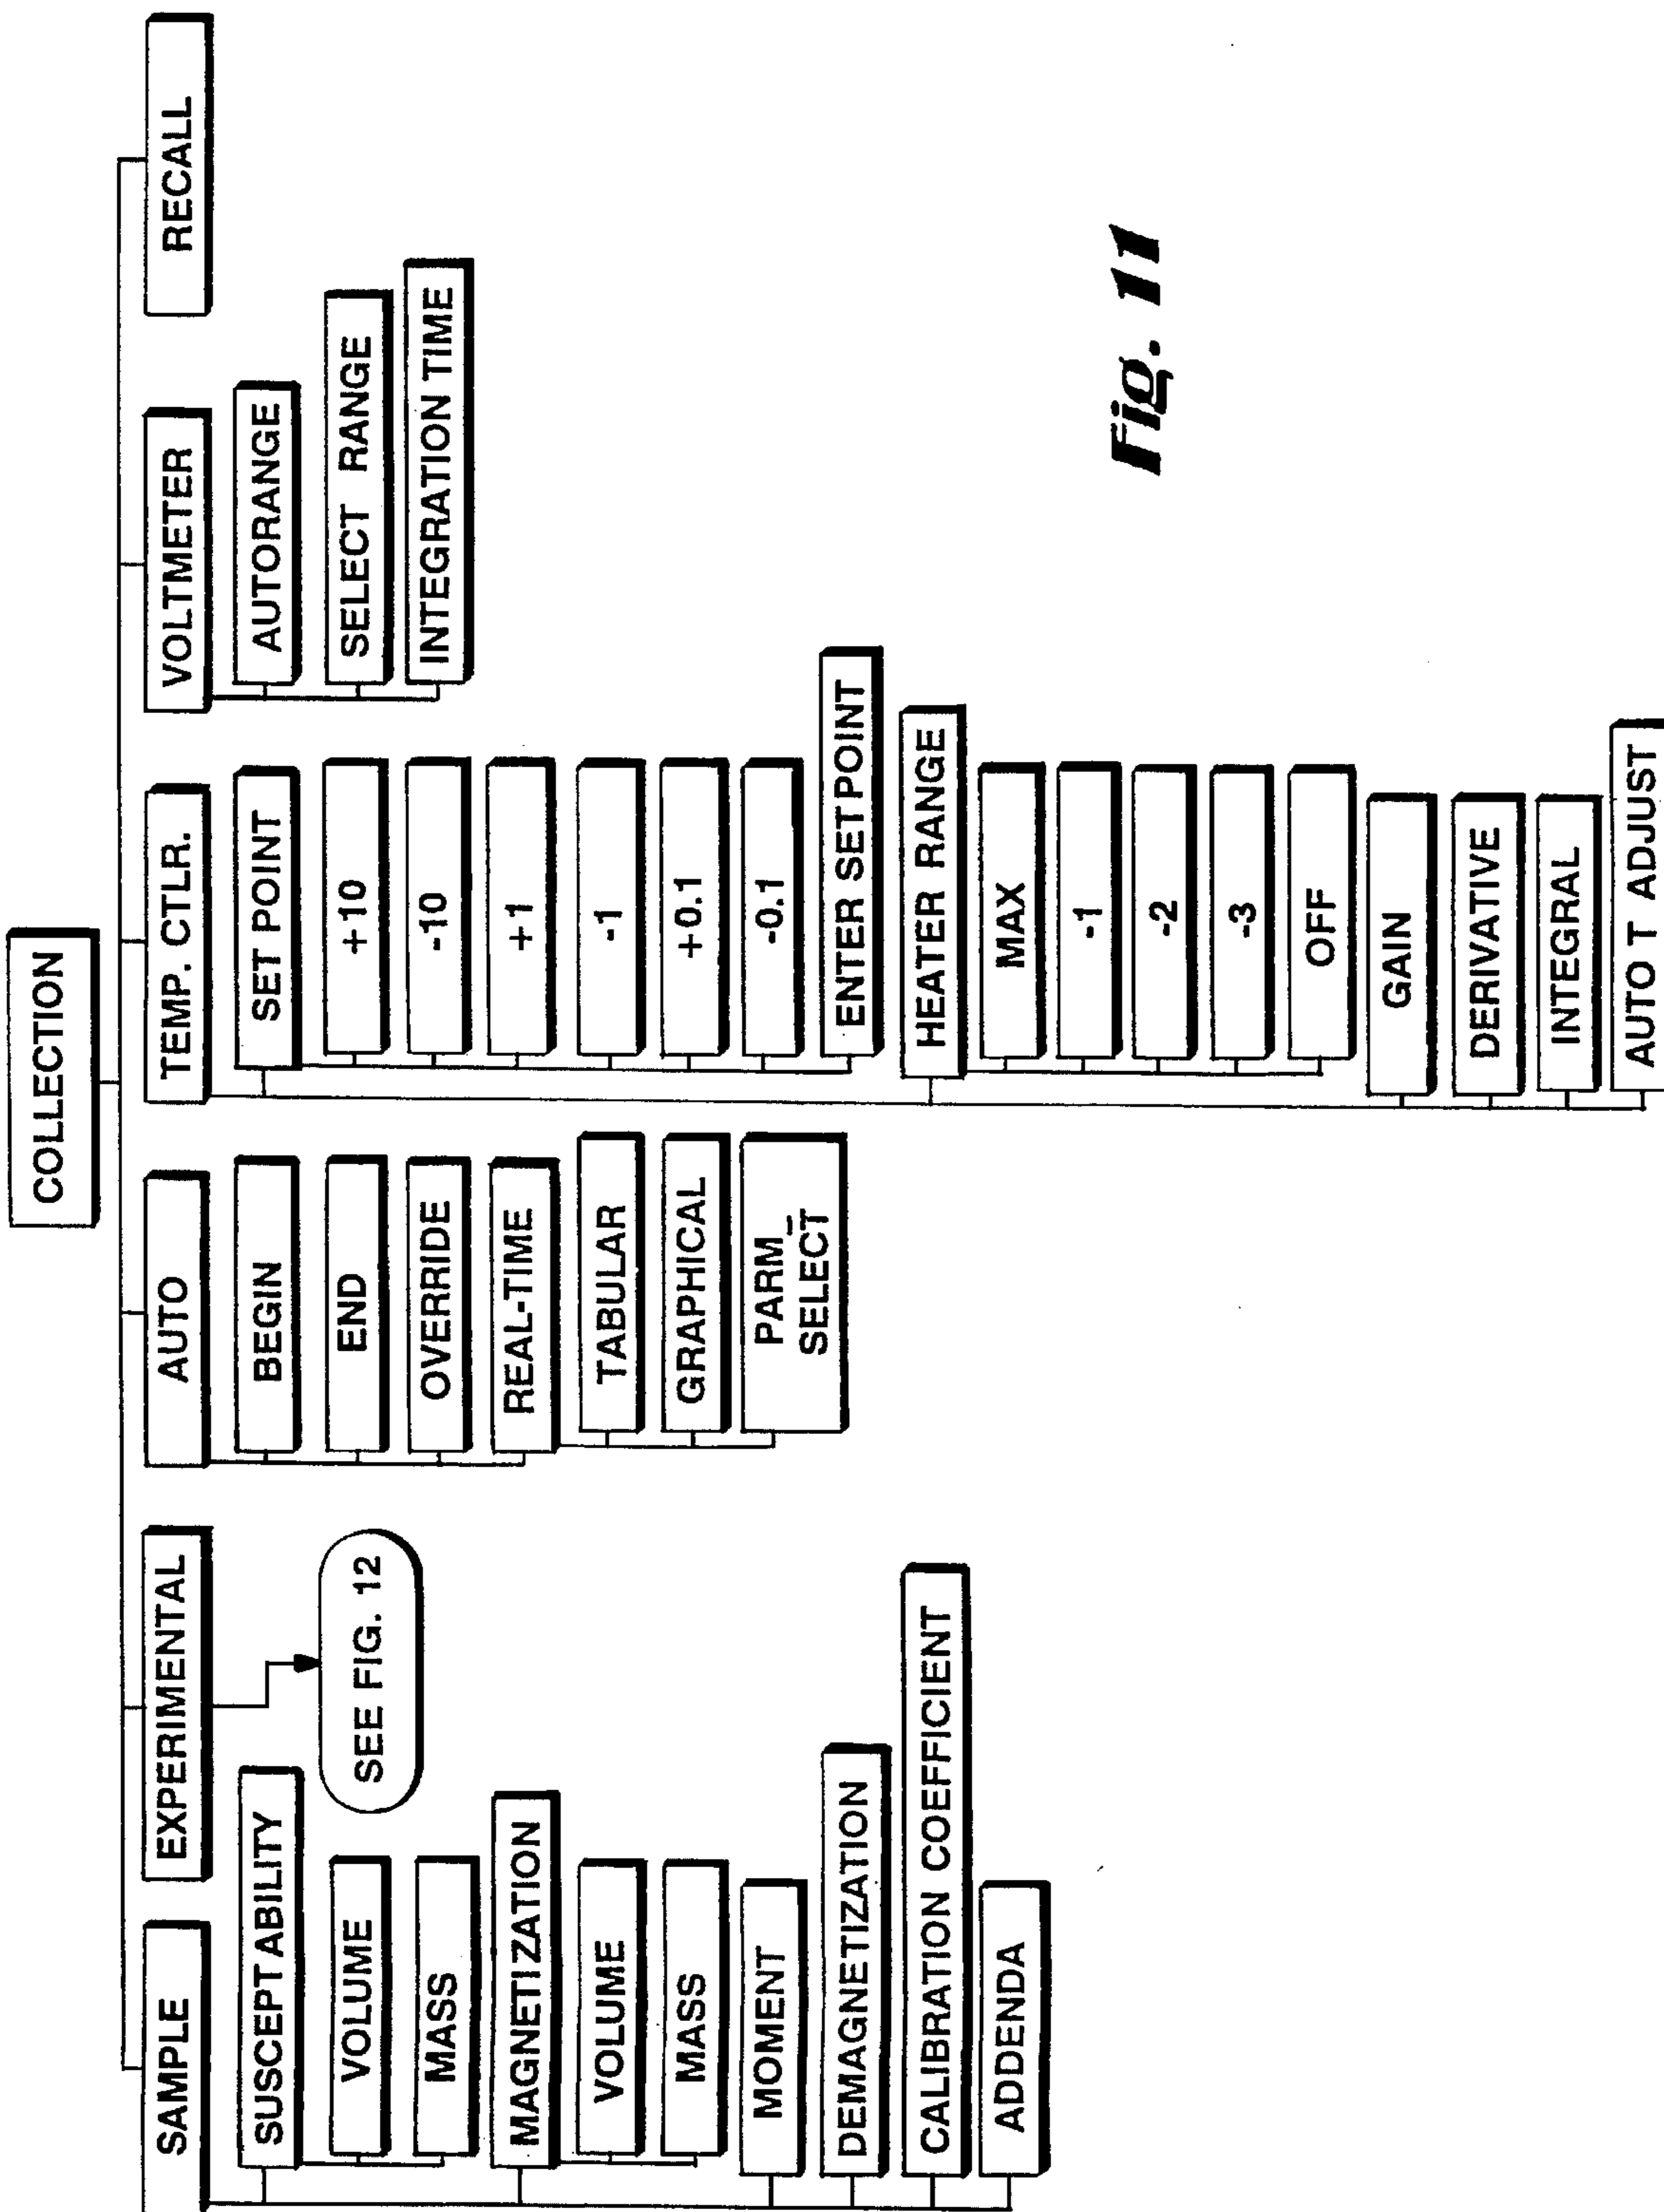 COLLECTION
SAMPLE
SUSCEPTABILITY
VOLUME
MASS
MAGNETIZATION
VOLUME
MASS
MOMENT
DEMAGNETIZATION
CALIBRATION COEFFICIENT
ADDENDA
EXPERIMENTAL
SEE FIG. 12
AUTO
BEGIN
END
OVERRIDE
REAL-TIME
TABULAR
GRAPHICAL
PARM_
SELECT
TEMP. CTLR.
SET POINT
+10
-10
+1
-1
+0.1
-0.1
ENTER SETPOINT
HEATER RANGE
MAX
-1
-2
-3
OFF
GAIN
DERIVATIVE
INTEGRAL
AUTO T ADJUST
VOLTMETER
AUTORANGE
SELECT RANGE
INTEGRATION TIME
RECALL
Fig. 11